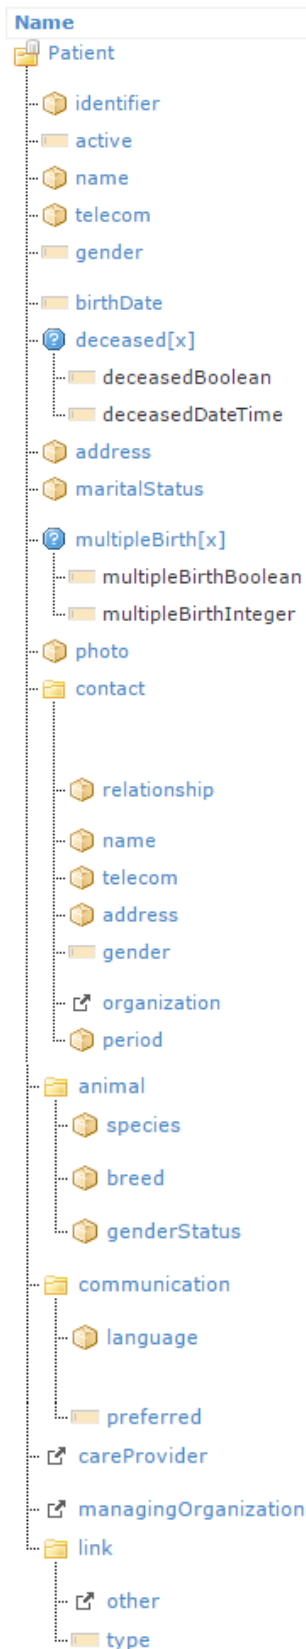 Name
Patient
identifier
active
name
telecom
gender
birthDate
deceased[x]
deceasedBoolean
deceasedDateTime
address
maritalStatus
multipleBirth[x]
multipleBirthBoolean
multipleBirthInteger
photo
contact
relationship
name
telecom
address
gender
organization
period
animal
species
breed
genderStatus
communication
language
preferred
careProvider
managingOrganization
link
other
type